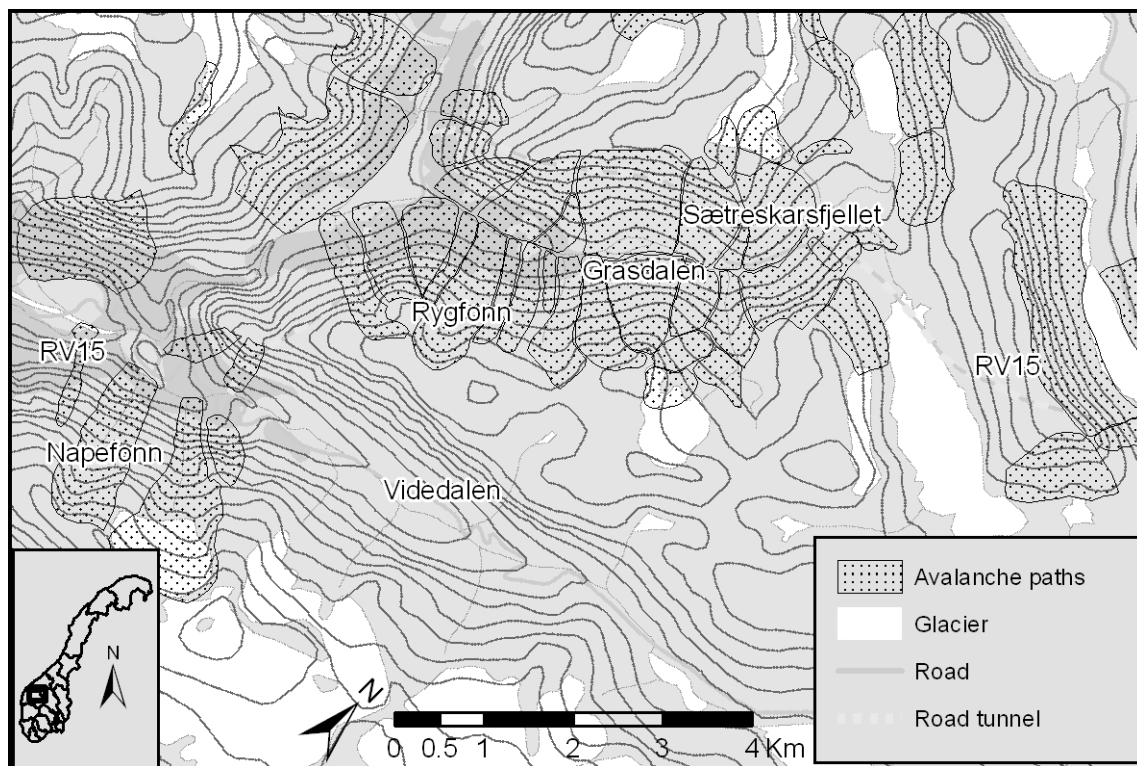 Sætreskarsfjellet
Grasdalen
Rygfonn
RV15
RV15
Napefonn
Videdalen
N
N
0 0.5 1 2 3 4 Km
Avalanche paths
Glacier
Road
Road tunnel